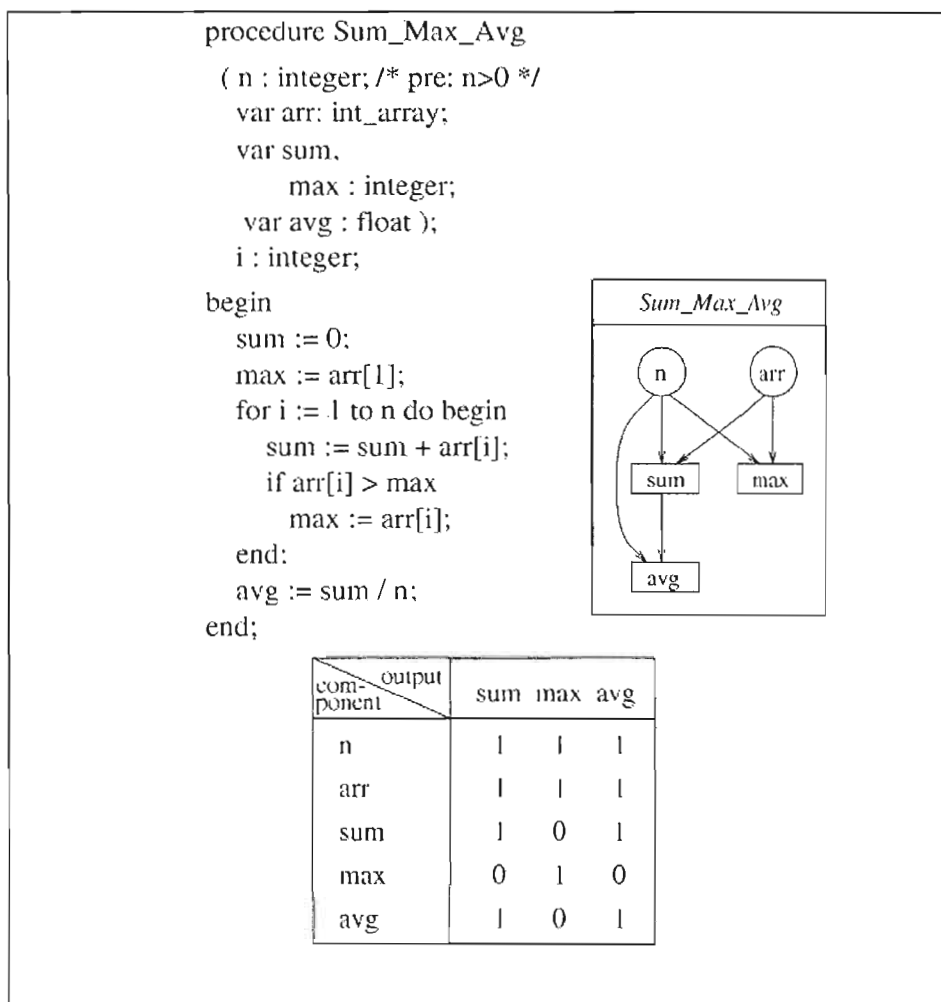 procedure Sum_Max_Avg
( n : integer; /* pre: n>0 */
var arr: int_array;
var sum,
max : integer;
var avg : float );
i : integer;
begin
sum := 0;
max := arr[1];
for i := 1 to n do begin
sum := sum + arr[i];
if arr[i] > max
max := arr[i];
end;
avg := sum / n;
end;
Sum_Max_Avg
n arr
sum max
avg
output
com-
ponent
sum max avg
n 1 1 1
arr 1 1 1
sum 1 0 1
max 0 1 0
avg 1 0 1